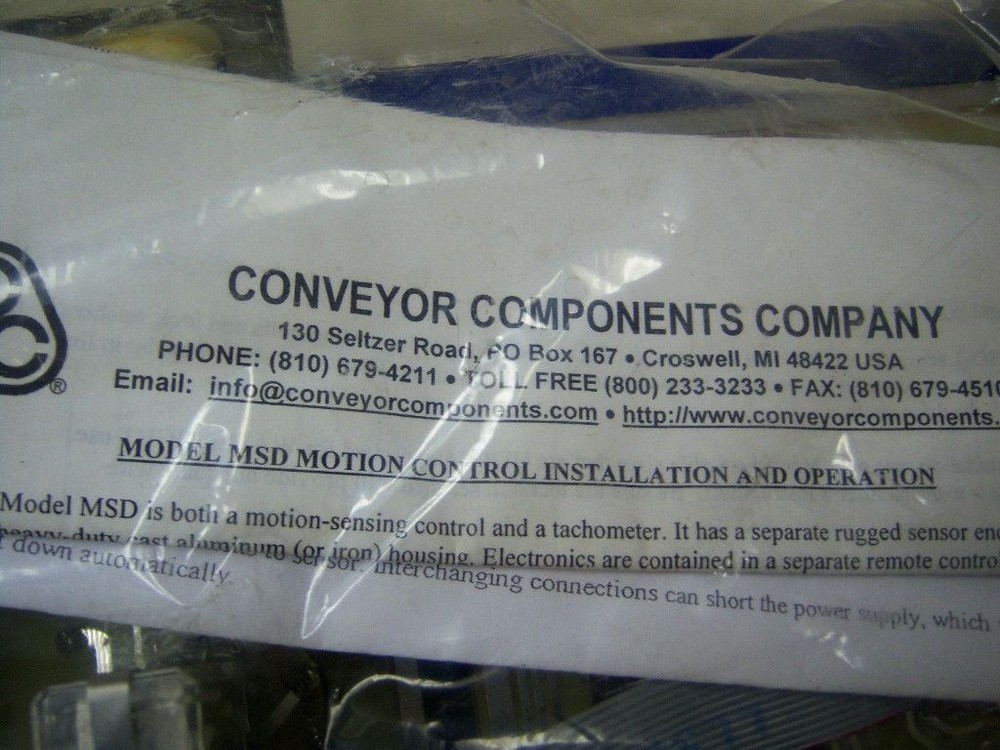 CONVEYOR COMPONENTS COMPANY
130 Seltzer Road, PO Box 167 • Croswell, MI 48422 USA
PHONE: (810) 679-4211 • TOLL FREE (800) 233-3233 • FAX: (810) 679-4510
Email: info@conveyorcomponents.com • http://www.conveyorcomponents.
C ®
MODEL MSD MOTION CONTROL INSTALLATION AND OPERATION
Model MSD is both a motion-sensing control and a tachometer. It has a separate rugged sensor
heavy-duty cast aluminum (or iron) housing. Electronics are contained in a separate remote
down automatically. sensor. Interchanging connections can short the power supply, which